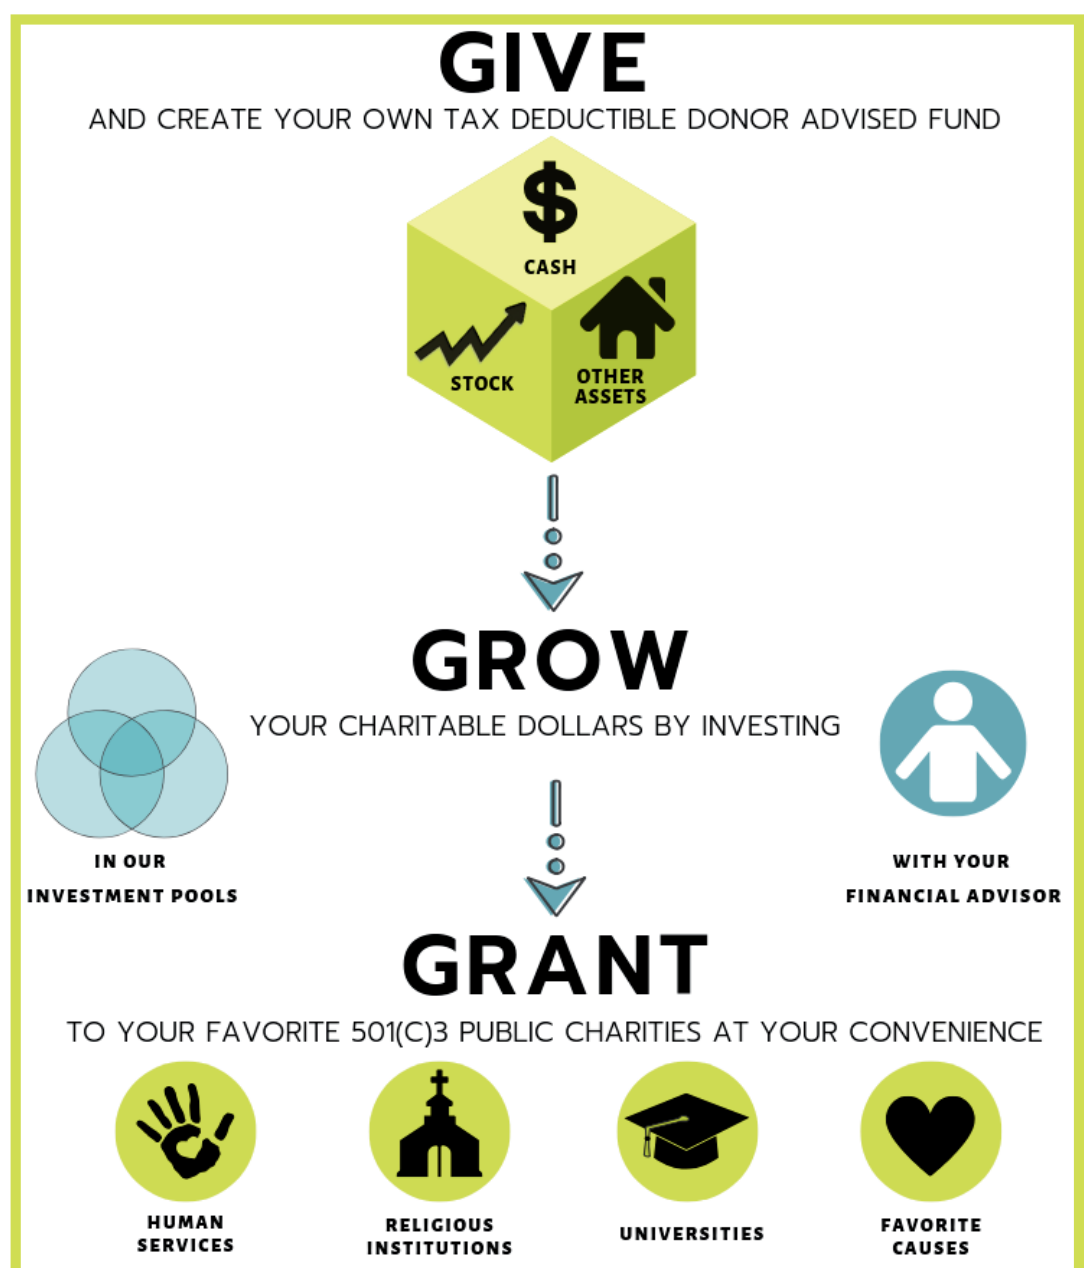 GIVE
AND CREATE YOUR OWN TAX DEDUCTIBLE DONOR ADVISED FUND
$
CASH
STOCK
OTHER
ASSETS
GROW
YOUR CHARITABLE DOLLARS BY INVESTING
IN OUR
INVESTMENT POOLS
WITH YOUR
FINANCIAL ADVISOR
GRANT
TO YOUR FAVORITE 501(C)3 PUBLIC CHARITIES AT YOUR CONVENIENCE
HUMAN
SERVICES
RELIGIOUS
INSTITUTIONS
UNIVERSITIES
FAVORITE
CAUSES